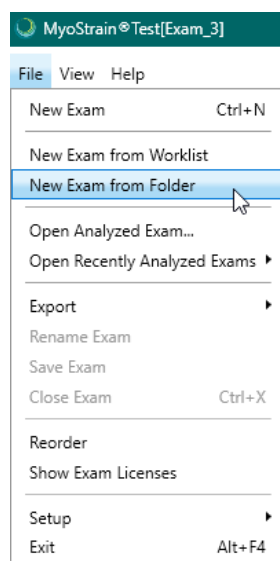 MyoStrain®Test[Exam_3]
File View Help
New Exam Ctrl+N
New Exam from Worklist
New Exam from Folder
Open Analyzed Exam...
Open Recently Analyzed Exams
Export
Rename Exam
Save Exam
Close Exam Ctrl+X
Reorder
Show Exam Licenses
Setup
Exit Alt+F4